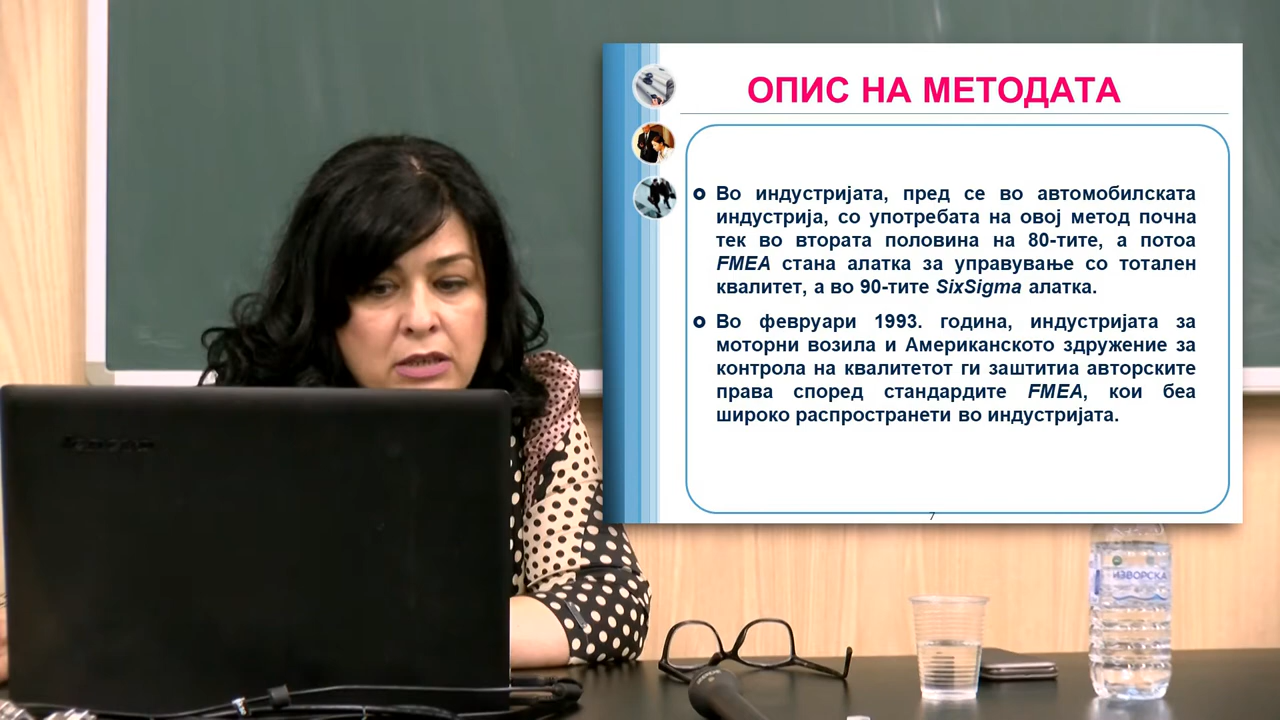 ОПИС НА МЕТОДАТА
Во индустријата, пред се во автомобилската
индустрија, со употребата на овој метод почна
тек во втората половина на 80-тите, а потоа
FMEA стана алатка за управување со тотален
квалитет, а во 90-тите SixSigma алатка.
Во февруари 1993. година, индустријата за
моторни возила и Американското здружение за
контрола на квалитетот ги заштитиа авторските
права според стандардите FMEA, кои беа
широко распространети во индустријата.
7
ИЗВОРСКА